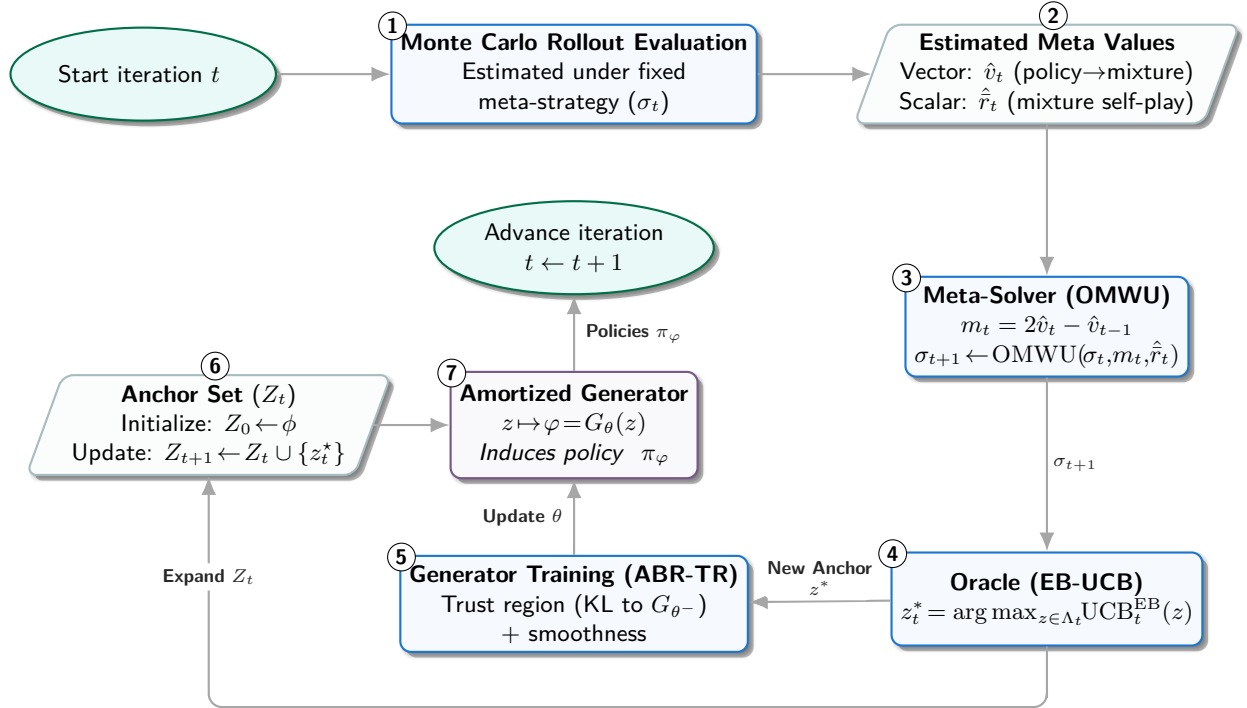 Start iteration t
1
Monte Carlo Rollout Evaluation
Estimated under fixed
meta-strategy (σ_t)
2
Estimated Meta Values
Vector: v̂_t (policy→mixture)
Scalar: r̄̂_t (mixture self-play)
3
Meta-Solver (OMWU)
m_t = 2v̂_t − v̂_{t−1}
σ_{t+1} ← OMWU(σ_t, m_t, r̄̂_t)
Advance iteration
t ← t + 1
Policies π_φ
6
Anchor Set (Z_t)
Initialize: Z_0 ← ϕ
Update: Z_{t+1} ← Z_t ∪ {z_t^⋆}
7
Amortized Generator
z ↦ φ = G_θ(z)
Induces policy π_φ
σ_{t+1}
Update θ
Expand Z_t
5
Generator Training (ABR-TR)
Trust region (KL to G_{θ^−})
+ smoothness
New Anchor
z^*
4
Oracle (EB-UCB)
z_t^* = arg max_{z∈Λ_t} UCB_t^{EB}(z)